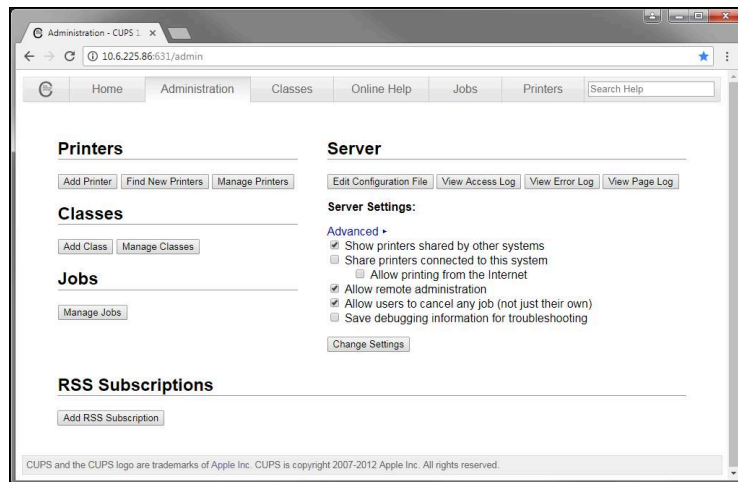 Administration - CUPS 1
10.6.225.86:631/admin
Home Administration Classes Online Help Jobs Printers Search Help
Printers
Add Printer Find New Printers Manage Printers
Classes
Add Class Manage Classes
Jobs
Manage Jobs
Server
Edit Configuration File View Access Log View Error Log View Page Log
Server Settings:
Advanced ▸
Show printers shared by other systems
Share printers connected to this system
Allow printing from the Internet
Allow remote administration
Allow users to cancel any job (not just their own)
Save debugging information for troubleshooting
Change Settings
RSS Subscriptions
Add RSS Subscription
CUPS and the CUPS logo are trademarks of Apple Inc. CUPS is copyright 2007-2012 Apple Inc. All rights reserved.